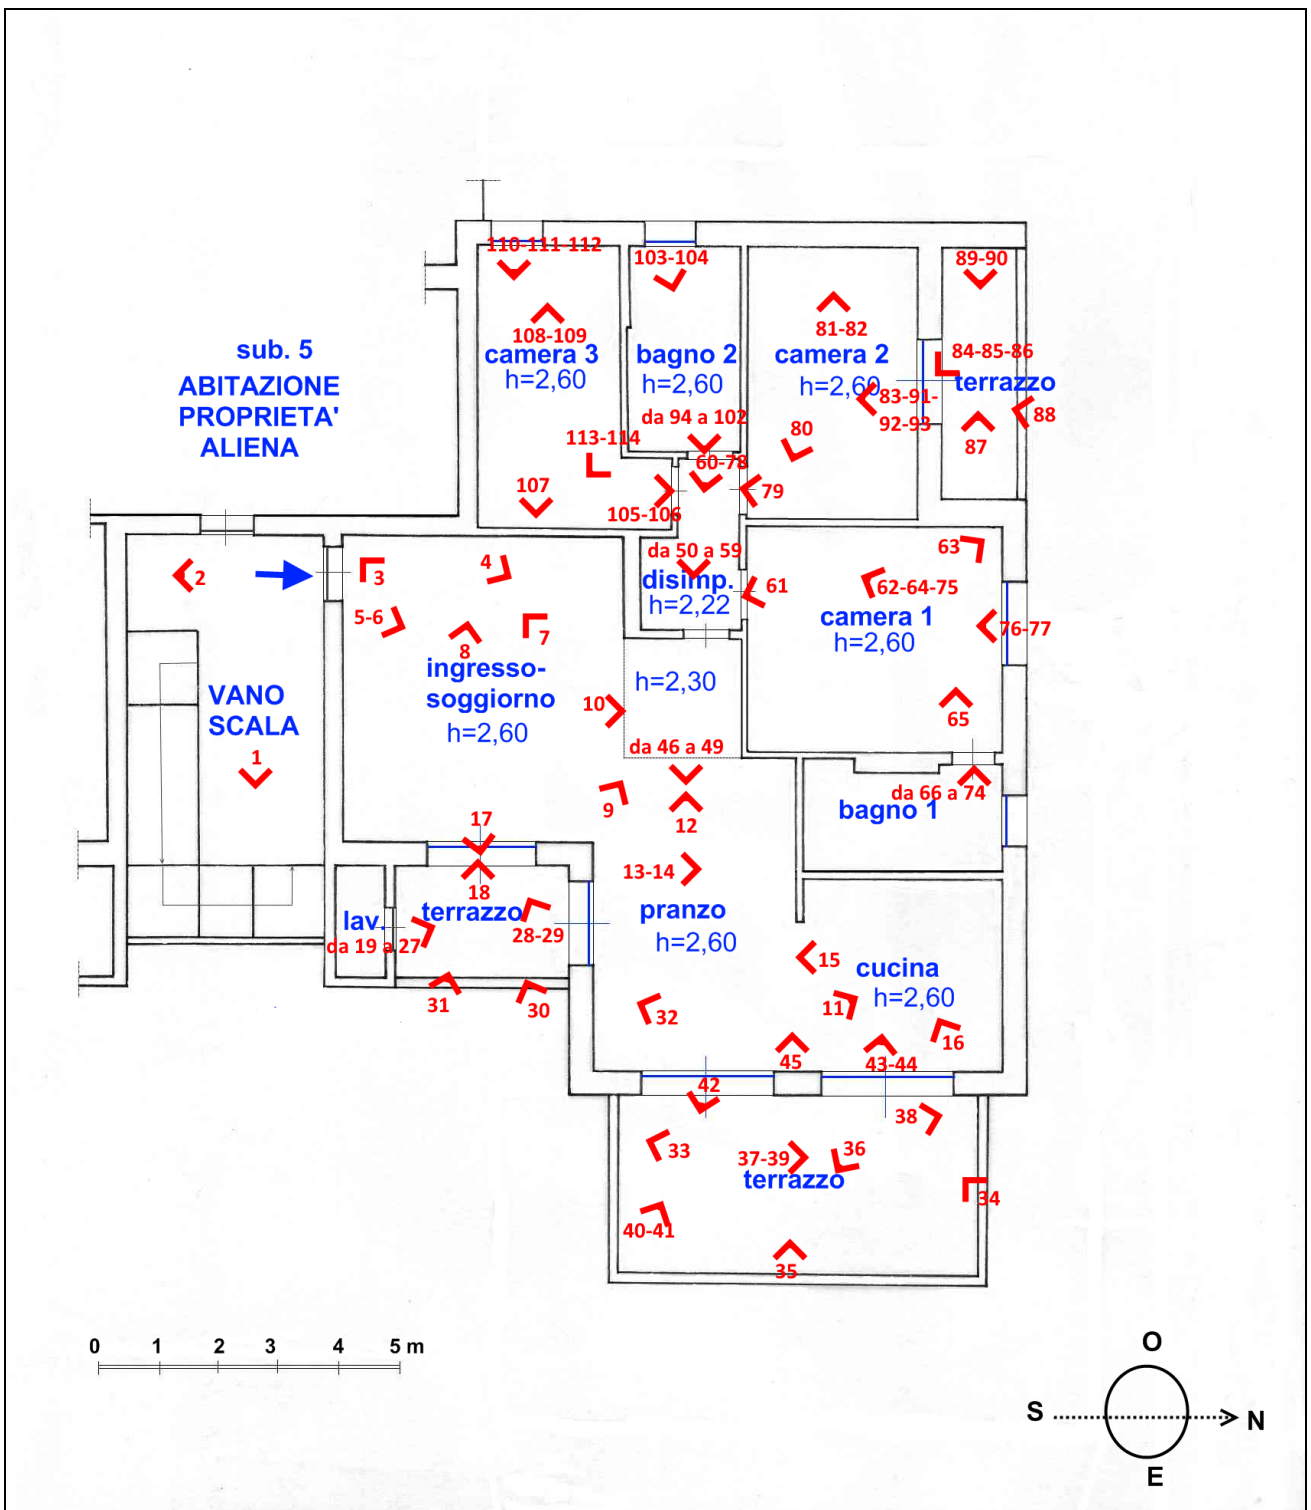 110-111-112
103-104
89-90
108-109
81-82
sub. 5
camera 3
bagno 2
camera 2
84-85-86
ABITAZIONE
h=2,60
h=2,60
h=2,60
terrazzo
PROPRIETA'
83-91-
88
ALIENA
da 94 a 102
92-93
113-114
80
87
60-78
107
79
105-106
63
da 50 a 59
2
3
4
disimp.
61
62-64-75
h=2,22
5-6
camera 1
7
76-77
8
h=2,60
ingresso-
h=2,30
VANO
soggiorno
SCALA
10
65
h=2,60
da 46 a 49
1
da 66 a 74
9
bagno 1
17
12
13-14
18
lav.
terrazzo
pranzo
da 19 a 27
28-29
h=2,60
15
cucina
h=2,60
31
30
32
11
16
45
43-44
42
38
33
37-39
36
terrazzo
34
40-41
35
0 1 2 3 4 5 m
O
S
N
E